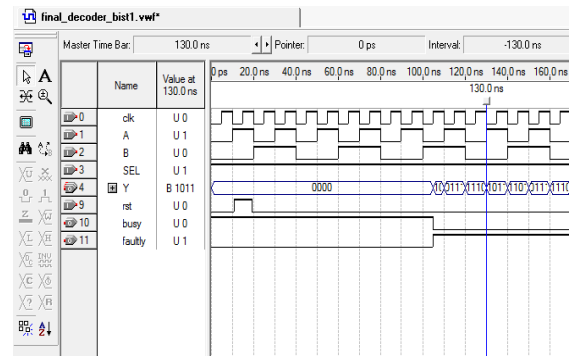 final_decoder_bist1.vwf*
Master Time Bar: 130.0 ns Pointer: 0 ps Interval: -130.0 ns
Name Value at 130.0 ns
0 ps 20.0 ns 40.0 ns 60.0 ns 80.0 ns 100.0 ns 120.0 ns 140.0 ns 160.0 ns
130.0 ns
0 clk U 0
1 A U 1
2 B U 0
3 SEL U 1
4 Y B 1011 0000
9 rst U 0
10 busy U 0
11 faultly U 1